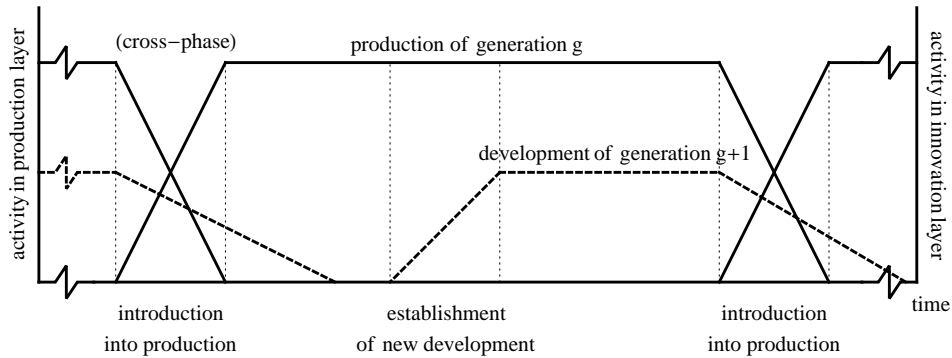 activity in production layer
(cross−phase)
production of generation g
activity in innovation layer
development of generation g+1
time
introduction
into production
establishment
of new development
introduction
into production